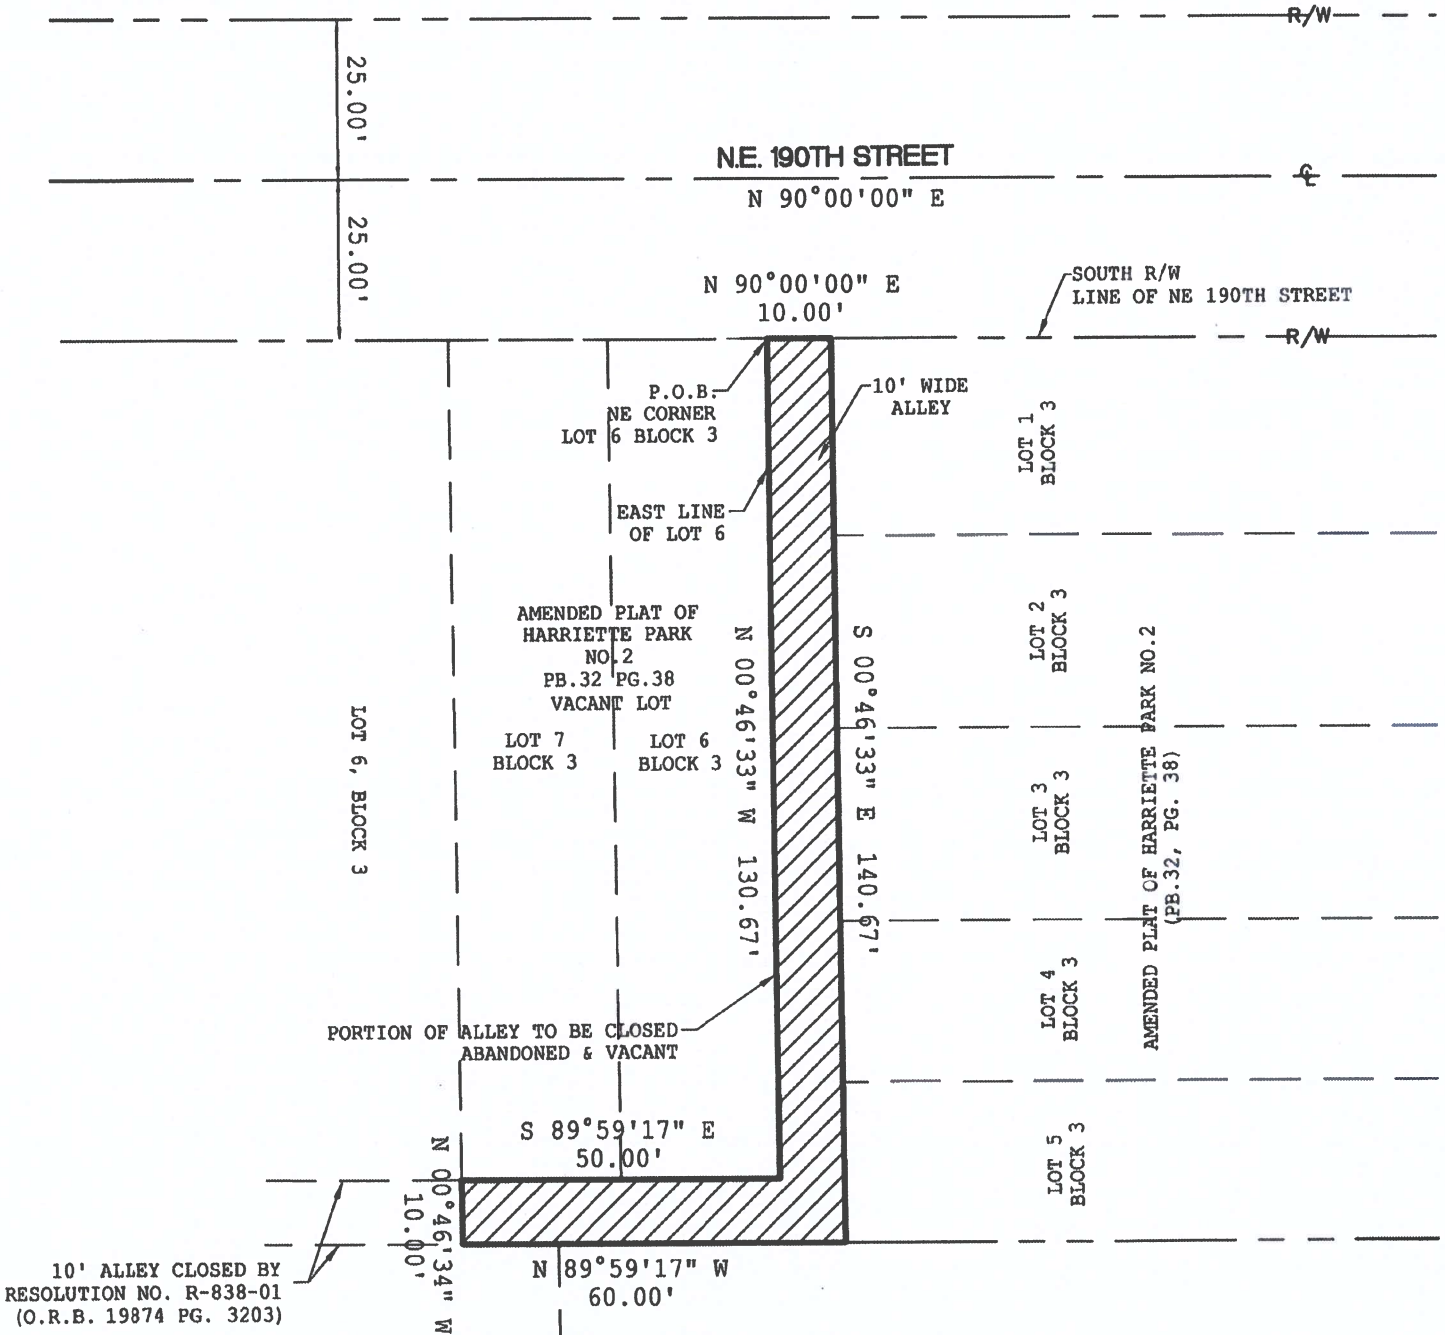 R/W
25.00'
N.E. 190TH STREET
℄
N 90°00'00" E
25.00'
SOUTH R/W
LINE OF NE 190TH STREET
N 90°00'00" E
10.00'
R/W
P.O.B.
NE CORNER
LOT 6 BLOCK 3
10' WIDE
ALLEY
LOT 1
BLOCK 3
EAST LINE
OF LOT 6
AMENDED PLAT OF
HARRIETTE PARK
NO.2
PB.32 PG.38
VACANT LOT
LOT 7
BLOCK 3
LOT 6
BLOCK 3
N 00°46'33" W 130.67'
S 00°46'33" E 140.67'
LOT 2
BLOCK 3
LOT 3
BLOCK 3
AMENDED PLAT OF HARRIETTE PARK NO.2
(PB.32, PG. 38)
LOT 6, BLOCK 3
LOT 4
BLOCK 3
PORTION OF ALLEY TO BE CLOSED
ABANDONED & VACANT
S 89°59'17" E
50.00'
LOT 5
BLOCK 3
N 00°46'34" W
10.00'
10' ALLEY CLOSED BY
RESOLUTION NO. R-838-01
(O.R.B. 19874 PG. 3203)
N 89°59'17" W
60.00'